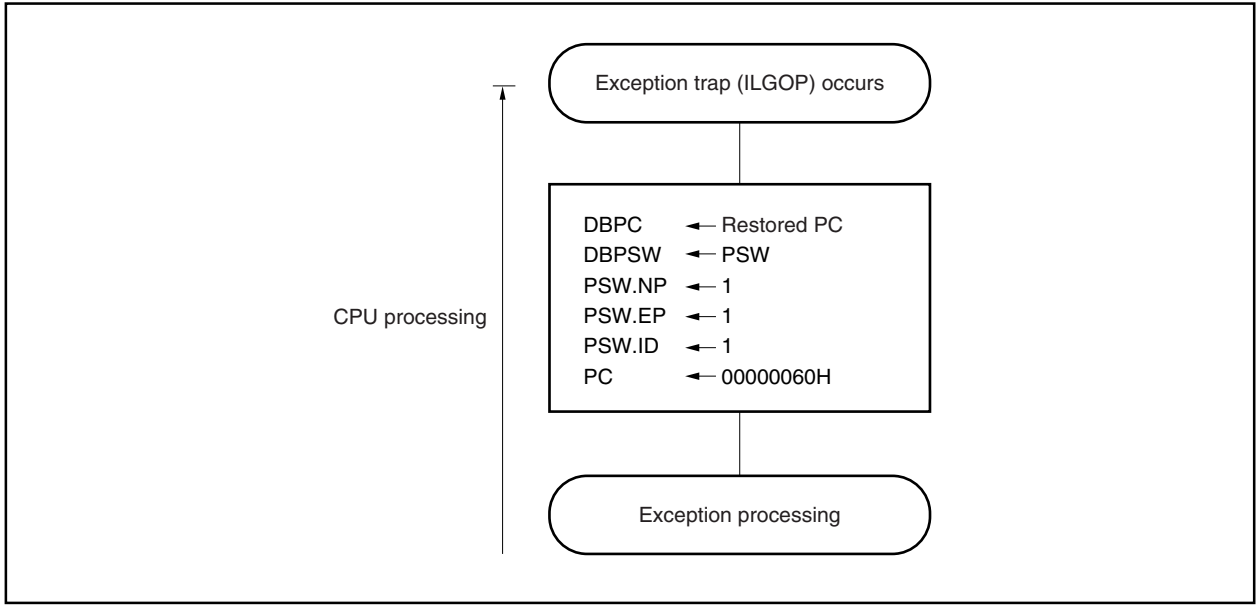 Exception trap (ILGOP) occurs
DBPC ← Restored PC
DBPSW ← PSW
PSW.NP ← 1
PSW.EP ← 1
PSW.ID ← 1
PC ← 00000060H
CPU processing
Exception processing